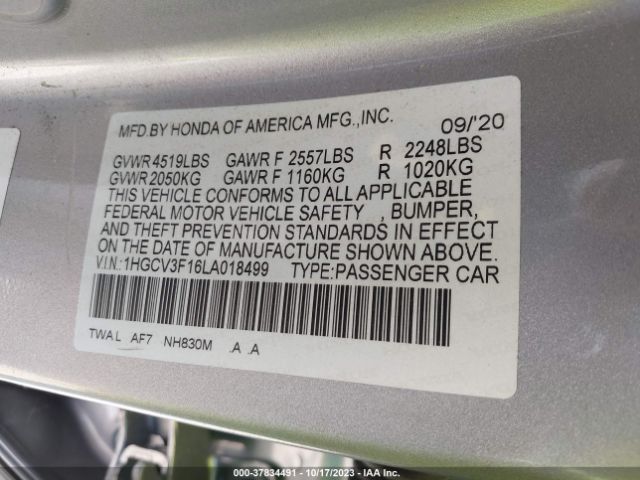 MFD.BY HONDA OF AMERICA MFG.,INC. 09/'20
GVWR 4519LBS GAWR F 2557LBS R 2248LBS
GVWR 2050KG GAWR F 1160KG R 1020KG
THIS VEHICLE CONFORMS TO ALL APPLICABLE
FEDERAL MOTOR VEHICLE SAFETY , BUMPER,
AND THEFT PREVENTION STANDARDS IN EFFECT
ON THE DATE OF MANUFACTURE SHOWN ABOVE.
V.I.N.:1HGCV3F16LA018499 TYPE:PASSENGER CAR
TWAL AF7 NH830M .A .A
000-37834491 - 10/17/2023 - IAAI.COM